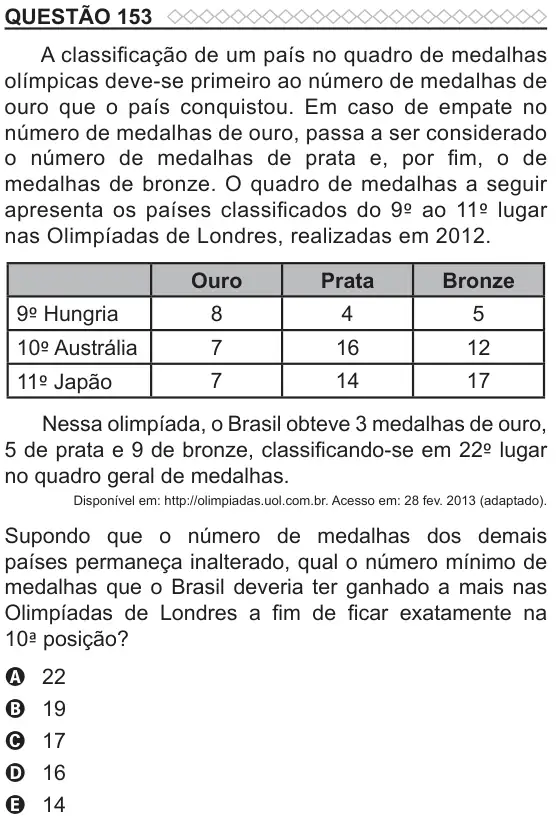 QUESTÃO 153
A classificação de um país no quadro de medalhas
olímpicas deve-se primeiro ao número de medalhas de
ouro que o país conquistou. Em caso de empate no
número de medalhas de ouro, passa a ser considerado
o número de medalhas de prata e, por fim, o de
medalhas de bronze. O quadro de medalhas a seguir
apresenta os países classificados do 9º ao 11º lugar
nas Olimpíadas de Londres, realizadas em 2012.
Ouro Prata Bronze
9º Hungria 8 4 5
10º Austrália 7 16 12
11º Japão 7 14 17
Nessa olimpíada, o Brasil obteve 3 medalhas de ouro,
5 de prata e 9 de bronze, classificando-se em 22º lugar
no quadro geral de medalhas.
Disponível em: http://olimpiadas.uol.com.br. Acesso em: 28 fev. 2013 (adaptado).
Supondo que o número de medalhas dos demais
países permaneça inalterado, qual o número mínimo de
medalhas que o Brasil deveria ter ganhado a mais nas
Olimpíadas de Londres a fim de ficar exatamente na
10ª posição?
A 22
B 19
C 17
D 16
E 14